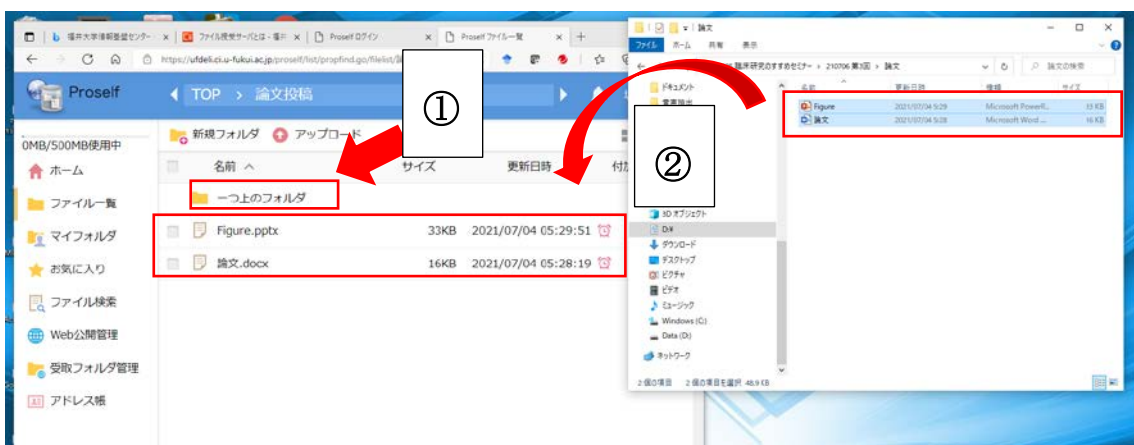 福井大学情報基盤センター
ファイル授受サーバとは - 福井
Proself ログイン
Proself ファイル一覧
https://ufdeli.ci.u-fukui.ac.jp/proself/list/propfind.go/filelist/
Proself
TOP > 論文投稿
新規フォルダ アップロード
0MB/500MB使用中
名前 サイズ 更新日時
ホーム
一つ上のフォルダ
ファイル一覧
Figure.pptx 33KB 2021/07/04 05:29:51
マイフォルダ
論文.docx 16KB 2021/07/04 05:28:19
お気に入り
ファイル検索
Web公開管理
受取フォルダ管理
アドレス帳
①
②
論文
ファイル ホーム 共有 表示
臨床研究のすすめセミナー > 210706 第3回 > 論文
論文の検索
ドキュメント
名前 更新日時 種類 サイズ
Figure 2021/07/04 5:29 Microsoft PowerP... 33 KB
論文 2021/07/04 5:28 Microsoft Word ... 16 KB
3D オブジェクト
D:¥
ダウンロード
デスクトップ
ピクチャ
ビデオ
ミュージック
Windows (C:)
Data (D:)
ネットワーク
2 個の項目 2 個の項目を選択 48.9 KB